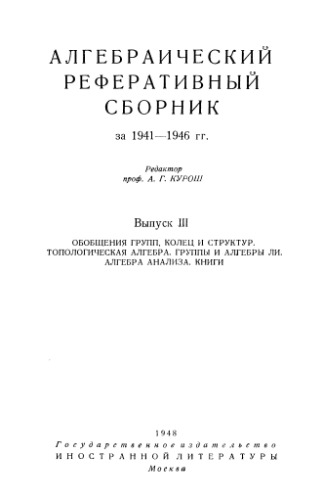 АЛГЕБРАИЧЕСКИЙ
РЕФЕРАТИВНЫЙ
СБОРНИК
за 1941—1946 гг.
Редактор
проф. А. Г. КУРОШ
Выпуск III
ОБОБЩЕНИЯ ГРУПП, КОЛЕЦ И СТРУКТУР.
ТОПОЛОГИЧЕСКАЯ АЛГЕБРА. ГРУППЫ И АЛГЕБРЫ ЛИ.
АЛГЕБРА АНАЛИЗА. КНИГИ
1948
Государственное издательство
ИНОСТРАННОЙ ЛИТЕРАТУРЫ
Москва